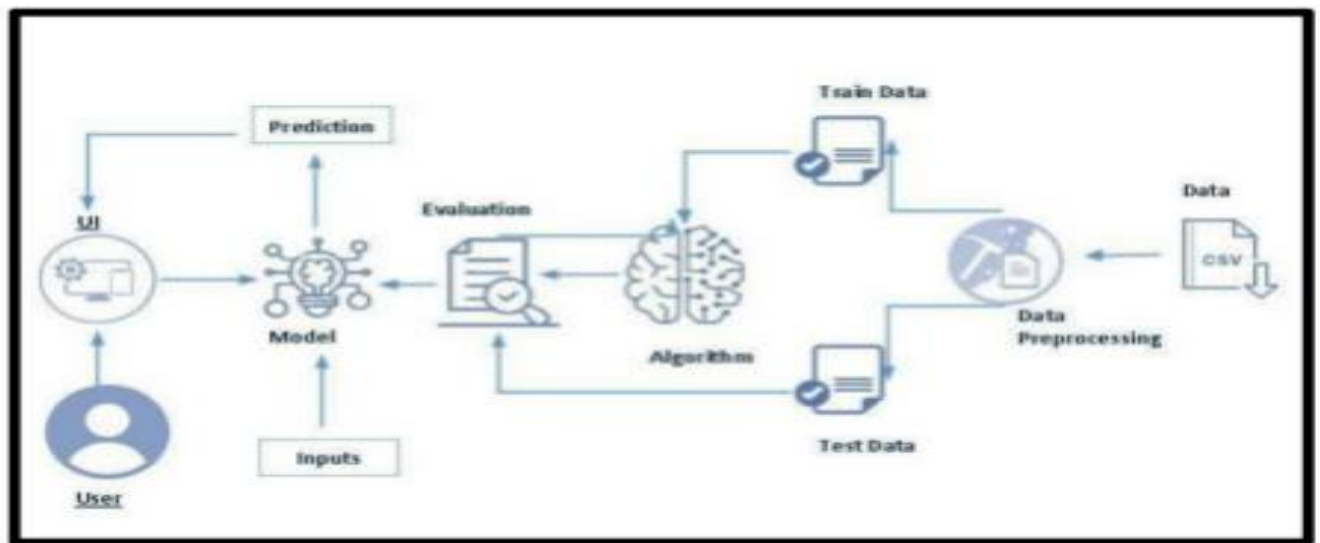 Train Data
Prediction
Data
Evaluation
UI
CSV
Data
Preprocessing
Model
Algorithm
Test Data
Inputs
User